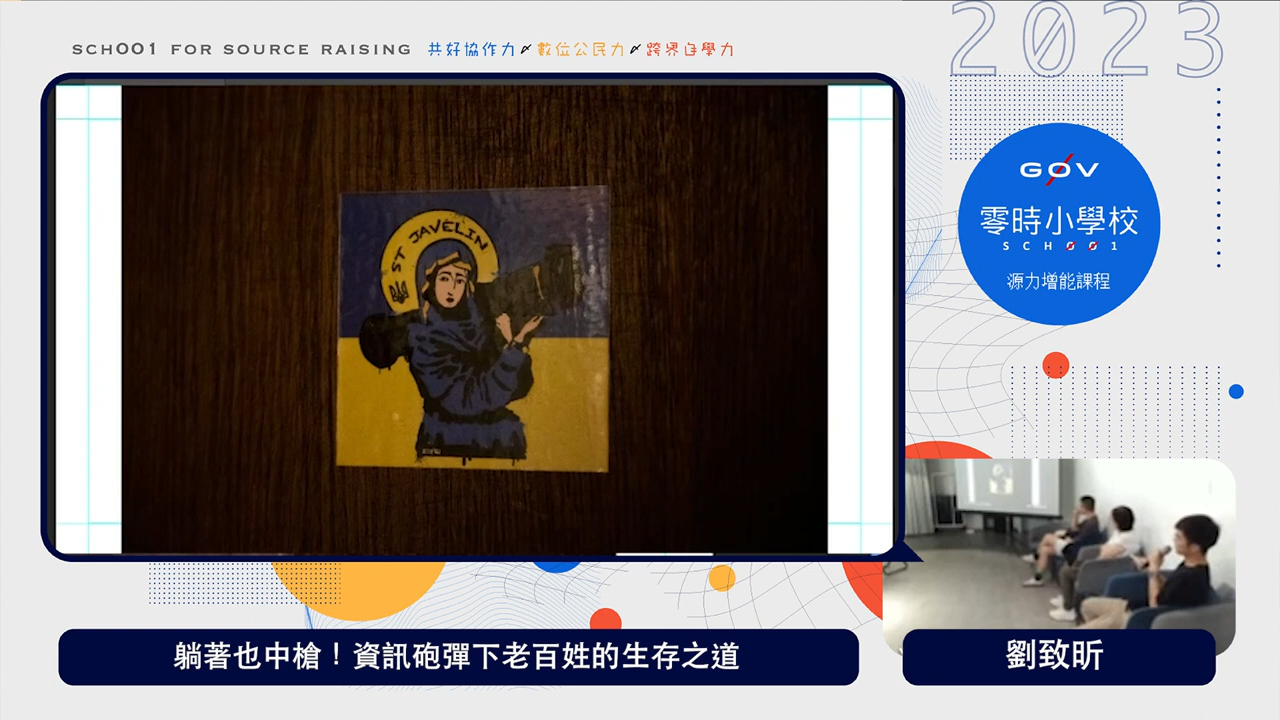 SCH001 FOR SOURCE RAISING 共好協作力 數位公民力 跨界自學力
2023
ST JAVELIN
G0V
零時小學校
SCH001
源力增能課程
躺著也中槍！資訊砲彈下老百姓的生存之道
劉致昕